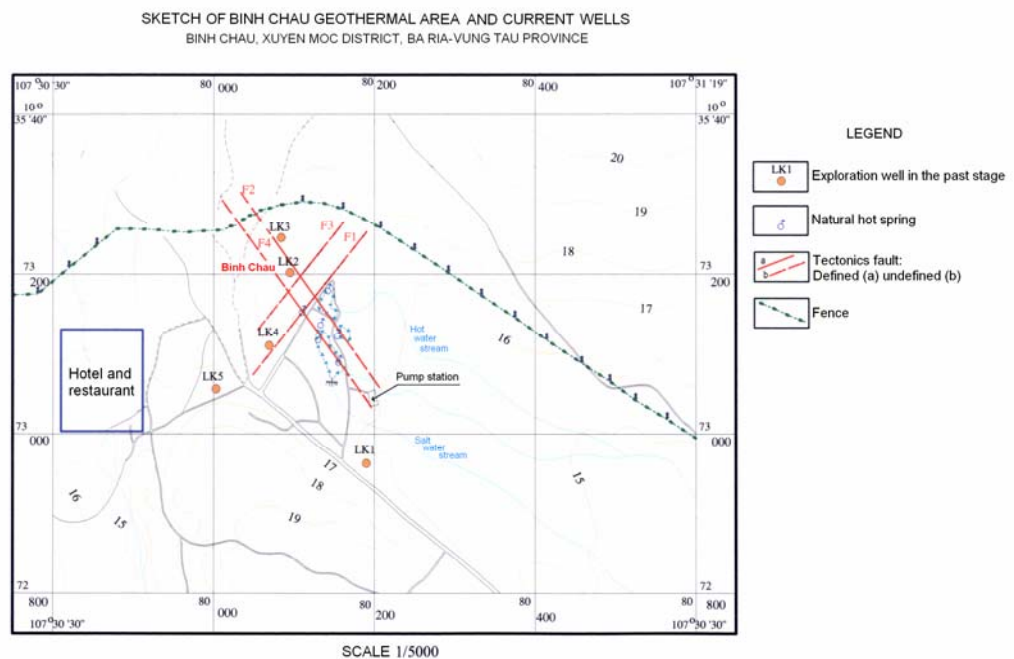 SKETCH OF BINH CHAU GEOTHERMAL AREA AND CURRENT WELLS
BINH CHAU, XUYEN MOC DISTRICT, BA RIA-VUNG TAU PROVINCE
107° 30' 30"
80 000
80 200
80 400
107° 31' 19"
10°
35 '40"
10°
35 '40"
LEGEND
LK1
Exploration well in the past stage
Natural hot spring
a
b
Tectonics fault:
Defined (a) undefined (b)
Fence
20
19
18
17
16
F2
F3
F1
F4
LK3
LK2
Binh Chau
73
200
73
200
LK4
LK5
Hot
water
stream
Hotel and
restaurant
Pump station
73
000
73
000
LK1
Salt
water
stream
17
18
19
16
15
15
72
800
72
800
80 000
80 200
80 400
80
107° 30' 30"
107° 30' 30"
SCALE 1/5000